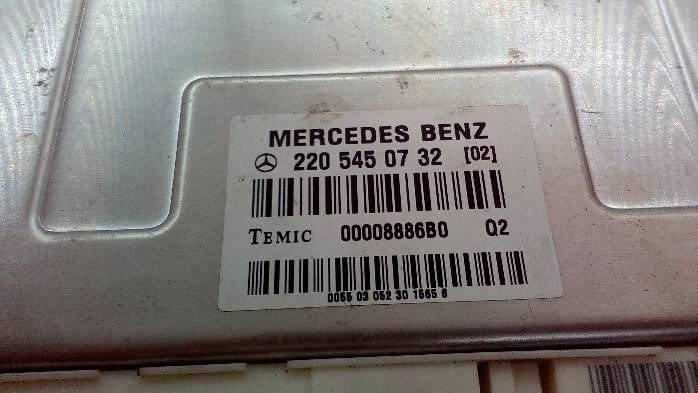 MERCEDES BENZ
220 545 07 32 [02]
TEMIC 00008886B0 Q2
0055 03 052 30 1565 6